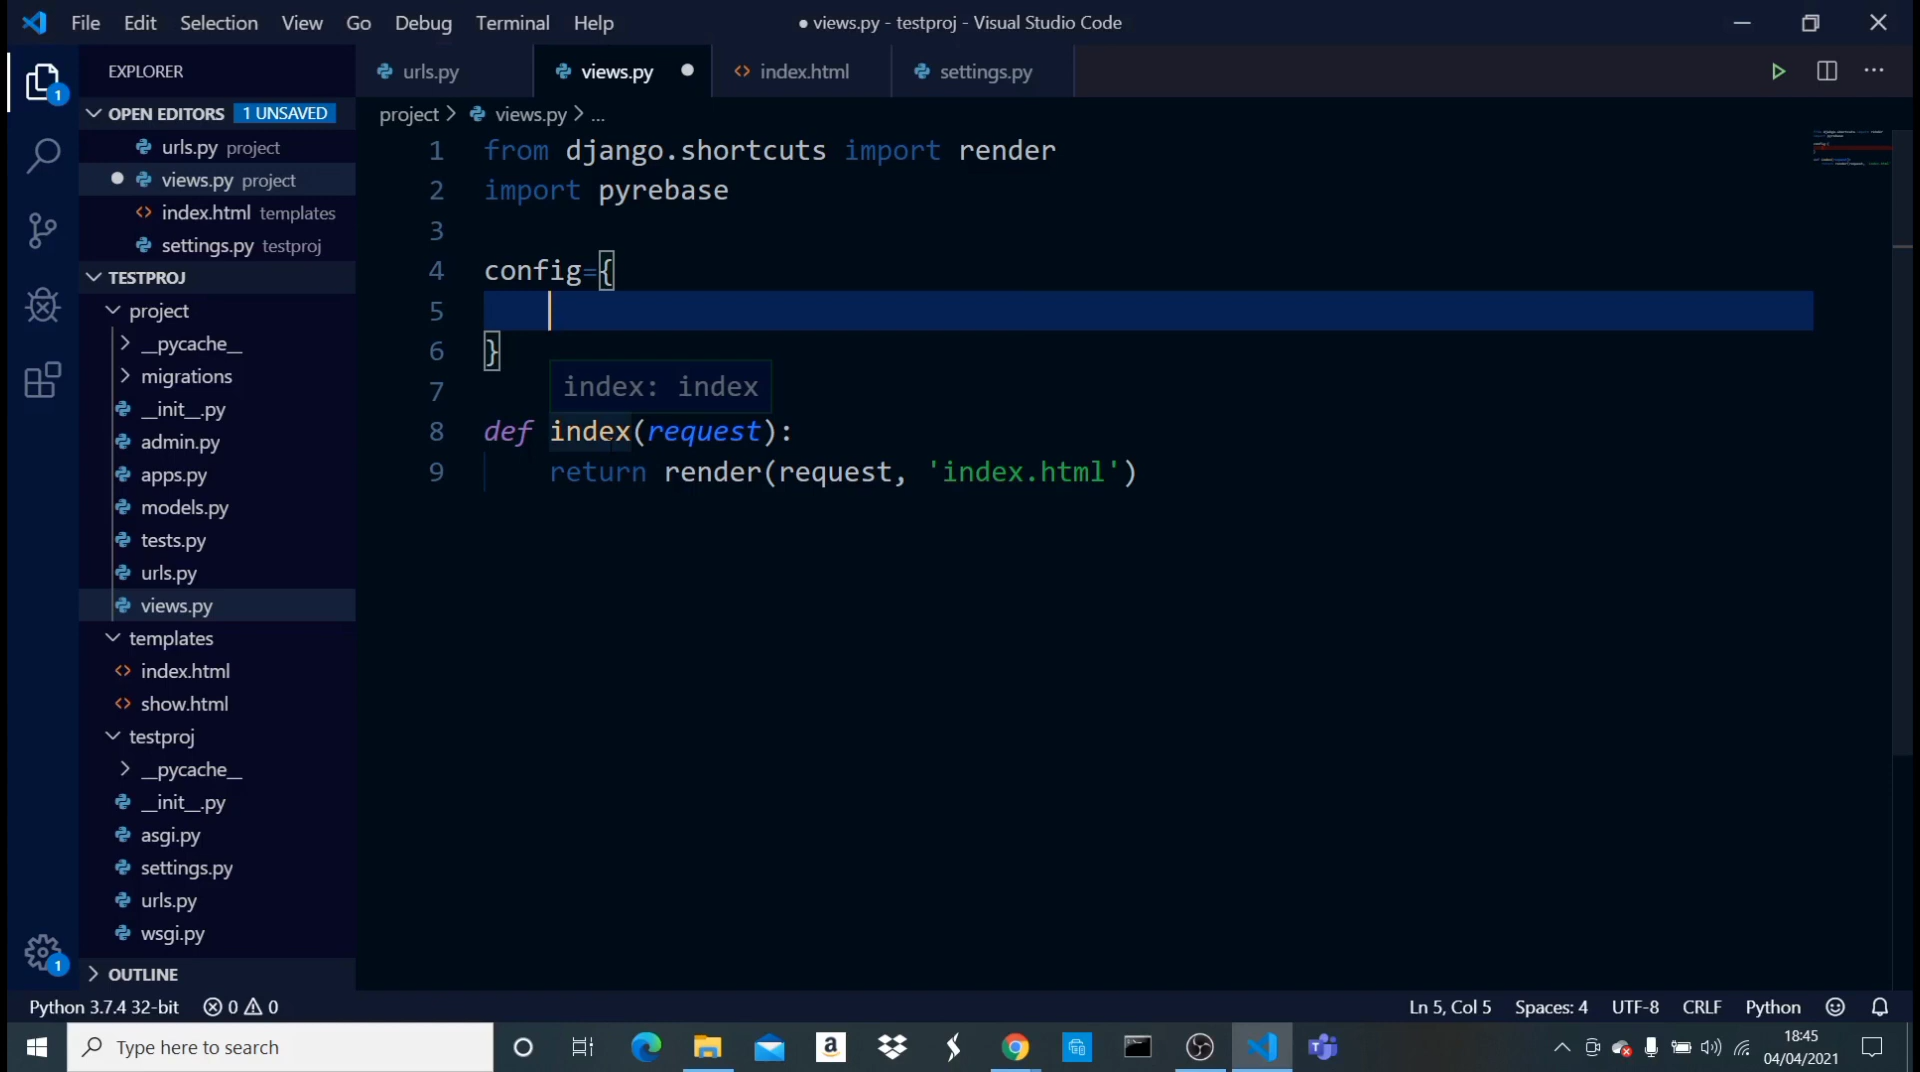 File Edit Selection View Go Debug Terminal Help
● views.py - testproj - Visual Studio Code
EXPLORER
urls.py views.py ● index.html settings.py
OPEN EDITORS 1 UNSAVED
urls.py project
views.py project
index.html templates
settings.py testproj
TESTPROJ
project
__pycache__
migrations
__init__.py
admin.py
apps.py
models.py
tests.py
urls.py
views.py
templates
index.html
show.html
testproj
__pycache__
__init__.py
asgi.py
settings.py
urls.py
wsgi.py
OUTLINE
1
1
project > views.py > ...
1 from django.shortcuts import render
2 import pyrebase
3
4 config={
5
6 }
index: index
7
8 def index(request):
9 return render(request, 'index.html')
Python 3.7.4 32-bit 0 0
Ln 5, Col 5 Spaces: 4 UTF-8 CRLF Python
Type here to search
18:45
04/04/2021